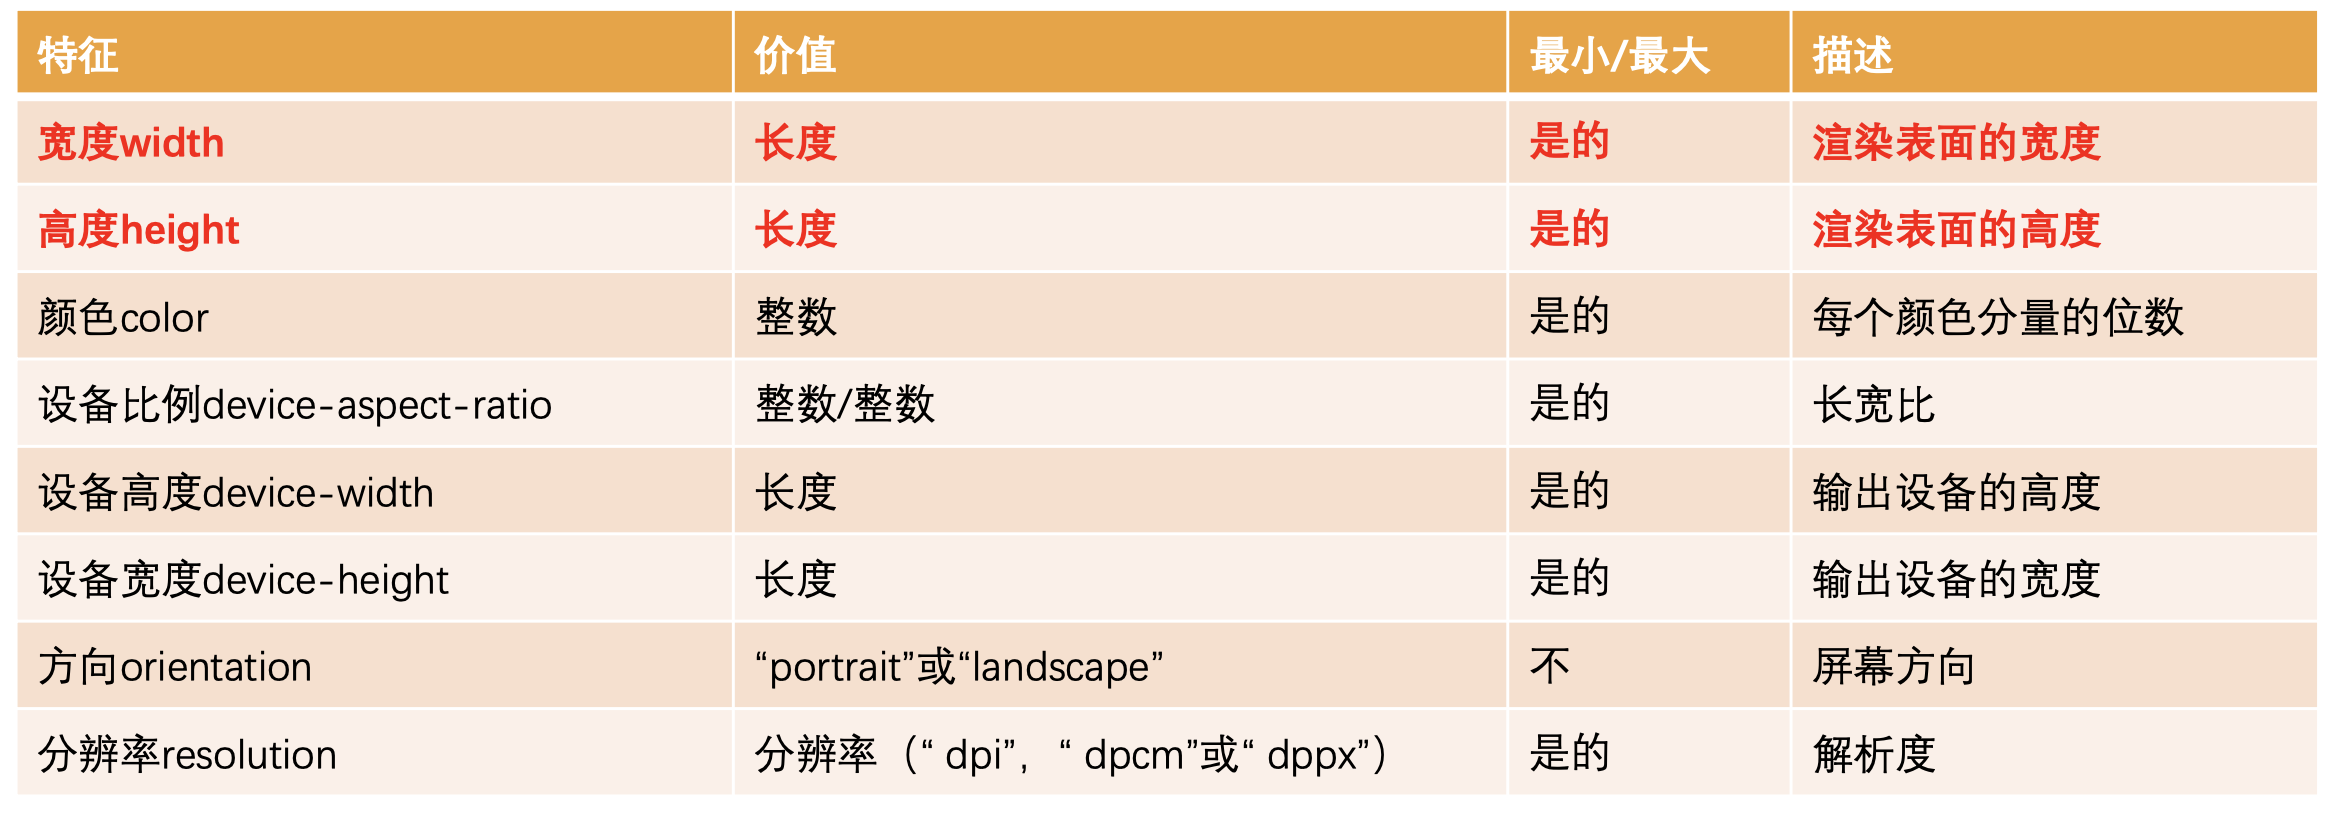 特征 价值 最小/最大 描述
宽度width 长度 是的 渲染表面的宽度
高度height 长度 是的 渲染表面的高度
颜色color 整数 是的 每个颜色分量的位数
设备比例device-aspect-ratio 整数/整数 是的 长宽比
设备高度device-width 长度 是的 输出设备的高度
设备宽度device-height 长度 是的 输出设备的宽度
方向orientation “portrait”或“landscape” 不 屏幕方向
分辨率resolution 分辨率（“ dpi”，“ dpcm”或“ dppx”） 是的 解析度